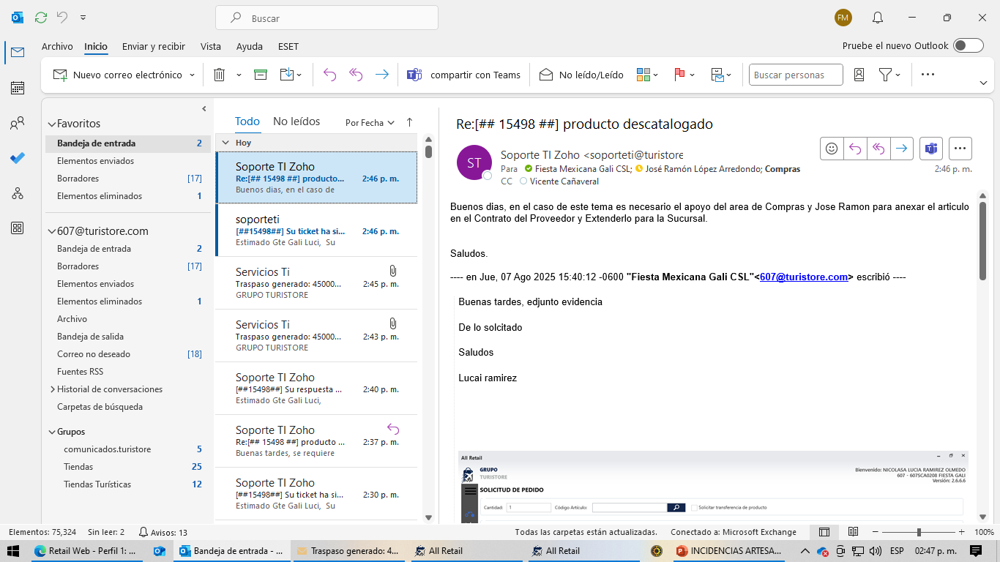 Buscar
FM
Archivo Inicio Enviar y recibir Vista Ayuda ESET
Pruebe el nuevo Outlook
Nuevo correo electrónico
compartir con Teams
No leído/Leído
Buscar personas
Favoritos
Bandeja de entrada 2
Elementos enviados
Borradores [17]
Elementos eliminados 1
607@turistore.com
Bandeja de entrada 2
Borradores [17]
Elementos enviados
Elementos eliminados 1
Archivo
Bandeja de salida
Correo no deseado [18]
Fuentes RSS
Historial de conversaciones
Carpetas de búsqueda
Grupos
comunicados.turistore 5
Tiendas 25
Tiendas Turísticas 12
Todo No leídos Por Fecha
Hoy
Soporte TI Zoho
Re:[## 15498 ##] producto... 2:46 p. m.
Buenos dias, en el caso de
soporteti
[##15498##] Su ticket ha si... 2:46 p. m.
Estimado Gte Gali Luci, Su
Servicios Ti
Traspaso generado: 45000... 2:45 p. m.
GRUPO TURISTORE
Servicios Ti
Traspaso generado: 45000... 2:43 p. m.
GRUPO TURISTORE
Soporte TI Zoho
[##15498##] Su respuesta ... 2:40 p. m.
Estimado Gte Gali Luci,
Soporte TI Zoho
Re:[## 15498 ##] producto ... 2:37 p. m.
Buenas tardes, se requiere
Soporte TI Zoho
[##15498##] Su ticket ha si... 2:30 p. m.
Estimado Gte Gali Luci, Su
Re:[## 15498 ##] producto descatalogado
ST
Soporte TI Zoho <soporteti@turistore
Para Fiesta Mexicana Gali CSL; José Ramón López Arredondo; Compras
2:46 p. m.
CC Vicente Cañaveral
Buenos dias, en el caso de este tema es necesario el apoyo del area de Compras y Jose Ramon para anexar el articulo
en el Contrato del Proveedor y Extenderlo para la Sucursal.
Saludos.
---- en Jue, 07 Ago 2025 15:40:12 -0600 "Fiesta Mexicana Gali CSL"<607@turistore.com> escribió ----
Buenas tardes, edjunto evidencia
De lo solcitado
Saludos
Lucai ramirez
All Retail
GRUPO
TURISTORE
Bienvenido: NICOLASA LUCIA RAMIREZ OLMEDO
607 - 607SCA0208 FIESTA GALI
Versión: 2.6.6.6
SOLICITUD DE PEDIDO
Cantidad: 1 Código Artículo: Solicitar transferencia de producto
Elementos: 75,324 Sin leer: 2 Avisos: 13
Todas las carpetas están actualizadas. Conectado a: Microsoft Exchange
100%
Retail Web - Perfil 1: ...
Bandeja de entrada - ...
Traspaso generado: 4...
All Retail
All Retail
INCIDENCIAS ARTESA...
ESP 02:47 p. m.